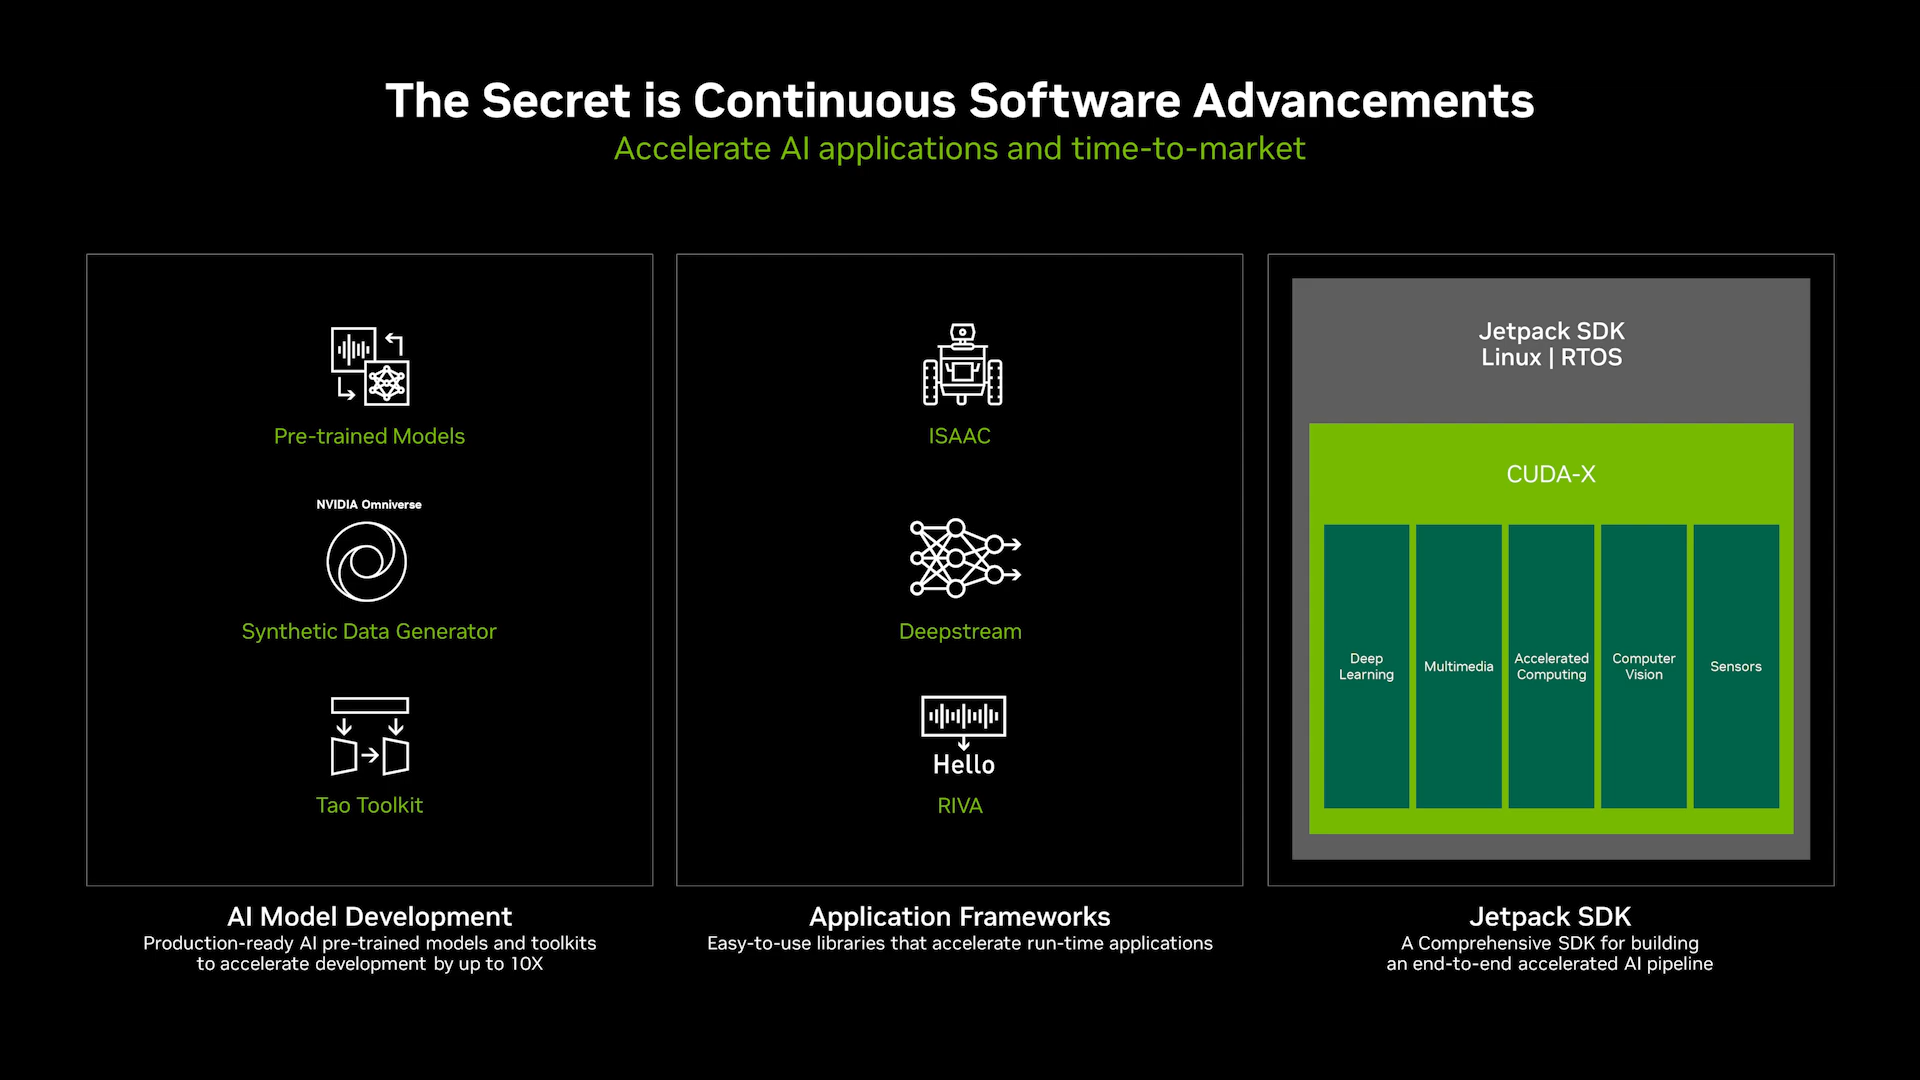 The Secret is Continuous Software Advancements
Accelerate AI applications and time-to-market
Pre-trained Models
NVIDIA Omniverse
Synthetic Data Generator
Tao Toolkit
AI Model Development
Production-ready AI pre-trained models and toolkits
to accelerate development by up to 10X
ISAAC
Deepstream
Hello
RIVA
Application Frameworks
Easy-to-use libraries that accelerate run-time applications
Jetpack SDK
Linux | RTOS
CUDA-X
Deep
Learning
Multimedia
Accelerated
Computing
Computer
Vision
Sensors
Jetpack SDK
A Comprehensive SDK for building
an end-to-end accelerated AI pipeline